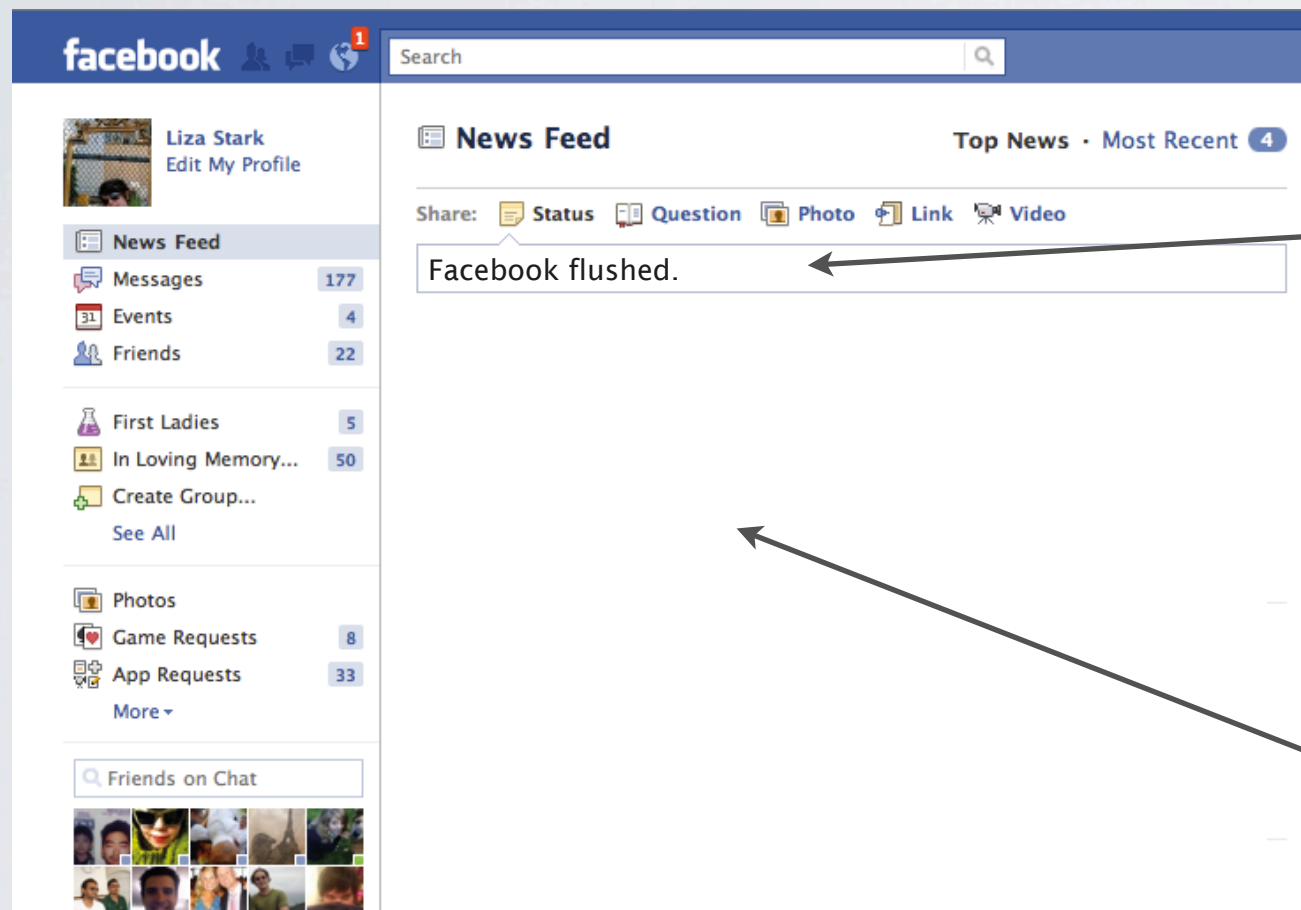 facebook
1
Search
Liza Stark
Edit My Profile
News Feed
Messages 177
31 Events 4
Friends 22
First Ladies 5
In Loving Memory... 50
Create Group...
See All
Photos
Game Requests 8
App Requests 33
More
Friends on Chat
News Feed
Top News · Most Recent 4
Share: Status Question Photo Link Video
Facebook flushed.